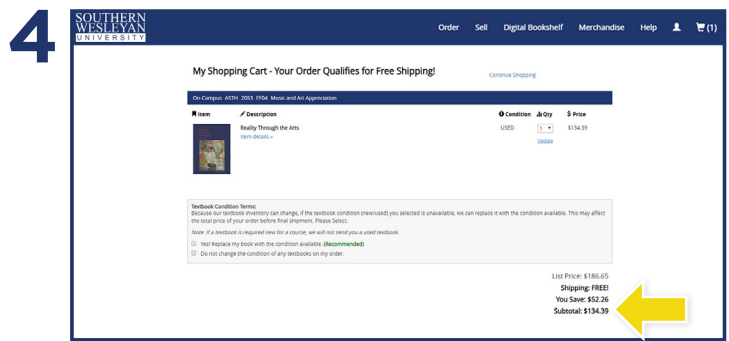 4
SOUTHERN
WESLEYAN
UNIVERSITY
Order Sell Digital Bookshelf Merchandise Help (1)
My Shopping Cart - Your Order Qualifies for Free Shipping!
Continue Shopping
On-Campus ASTH 2053 FF04 Music and Art Appreciation
Item Description Condition Qty $ Price
Reality Through the Arts USED 1 $134.39
Item details »
Update
Textbook Condition Terms:
Because our textbook inventory can change, if the textbook condition (new/used) you selected is unavailable, we can replace it with the condition available. This may affect
the total price of your order before final shipment. Please Select:
Note: If a textbook is required new for a course, we will not send you a used textbook.
Yes! Replace my book with the condition available. (Recommended)
Do not change the condition of any textbooks on my order.
List Price: $186.65
Shipping: FREE!
You Save: $52.26
Subtotal: $134.39